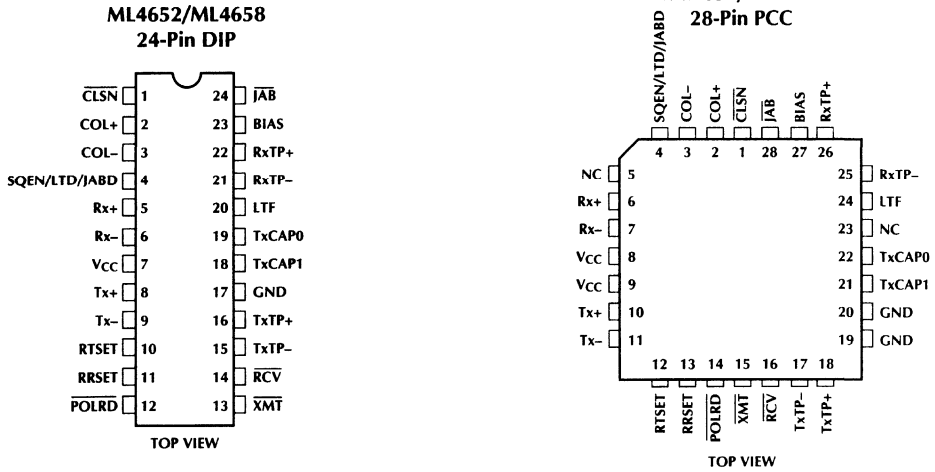 ML4652/ML4658
24-Pin DIP
CLSN 1 24 JAB
COL+ 2 23 BIAS
COL– 3 22 RxTP+
SQEN/LTD/JABD 4 21 RxTP–
Rx+ 5 20 LTF
Rx– 6 19 TxCAP0
VCC 7 18 TxCAP1
Tx+ 8 17 GND
Tx– 9 16 TxTP+
RTSET 10 15 TxTP–
RRSET 11 14 RCV
POLRD 12 13 XMT
TOP VIEW
28-Pin PCC
SQEN/LTD/JABD COL– COL+ CLSN JAB BIAS RxTP+
4 3 2 1 28 27 26
NC 5 25 RxTP–
Rx+ 6 24 LTF
Rx– 7 23 NC
VCC 8 22 TxCAP0
VCC 9 21 TxCAP1
Tx+ 10 20 GND
Tx– 11 19 GND
12 13 14 15 16 17 18
RTSET RRSET POLRD XMT RCV TxTP– TxTP+
TOP VIEW